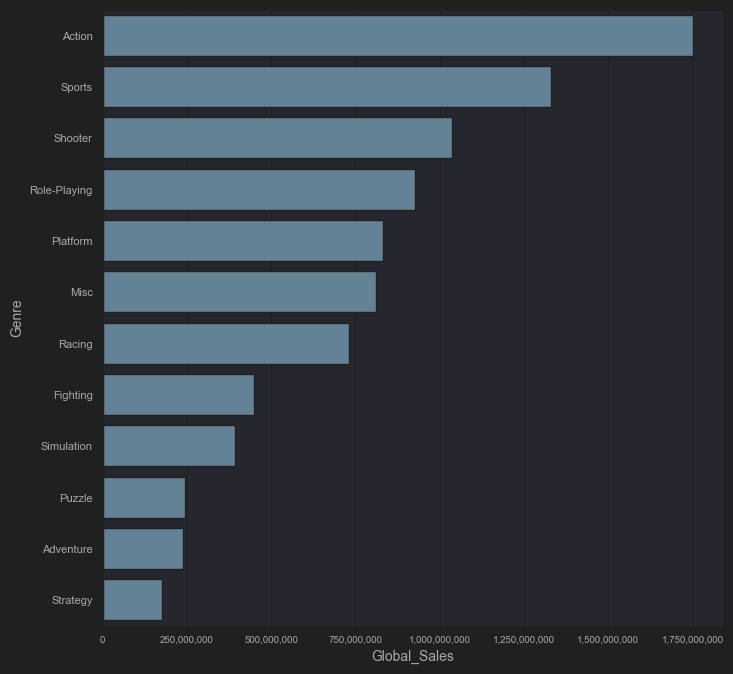 Action
Sports
Shooter
Role-Playing
Platform
Misc
Racing
Fighting
Simulation
Puzzle
Adventure
Strategy
Genre
0 250,000,000 500,000,000 750,000,000 1,000,000,000 1,250,000,000 1,500,000,000 1,750,000,000
Global_Sales